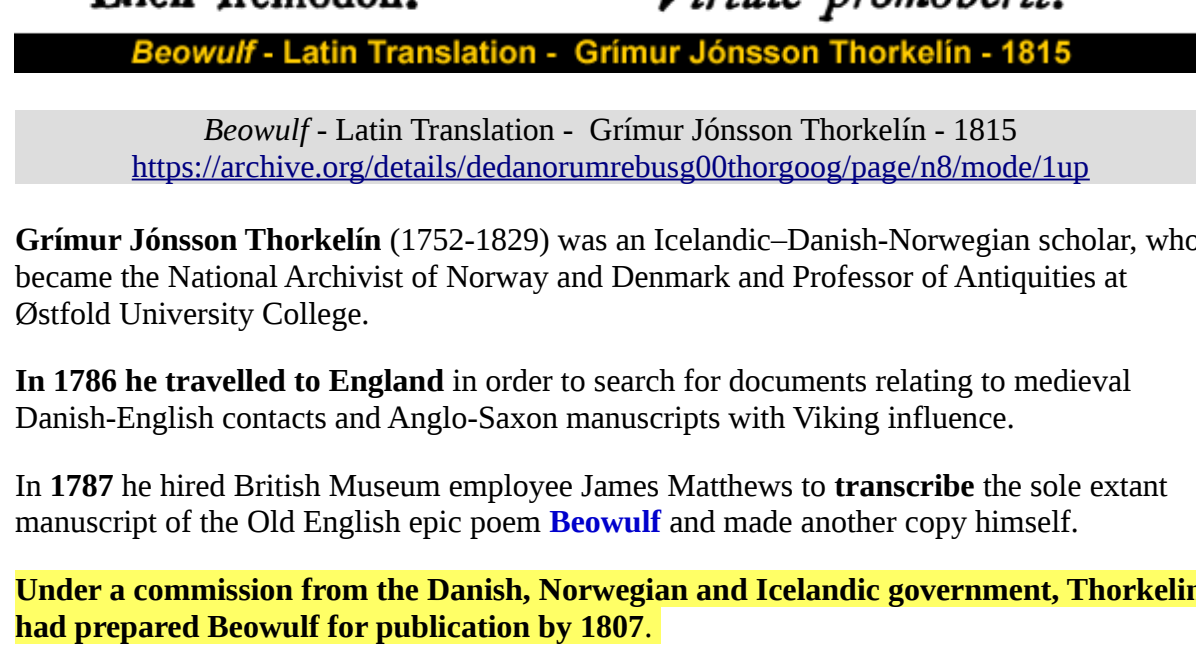 Beowulf - Latin Translation - Grímur Jónsson Thorkelín - 1815
Beowulf - Latin Translation - Grímur Jónsson Thorkelín - 1815
https://archive.org/details/dedanorumrebusg00thorgoog/page/n8/mode/1up
Grímur Jónsson Thorkelín (1752-1829) was an Icelandic–Danish-Norwegian scholar, who
became the National Archivist of Norway and Denmark and Professor of Antiquities at
Østfold University College.
In 1786 he travelled to England in order to search for documents relating to medieval
Danish-English contacts and Anglo-Saxon manuscripts with Viking influence.
In 1787 he hired British Museum employee James Matthews to transcribe the sole extant
manuscript of the Old English epic poem Beowulf and made another copy himself.
Under a commission from the Danish, Norwegian and Icelandic government, Thorkelin
had prepared Beowulf for publication by 1807.